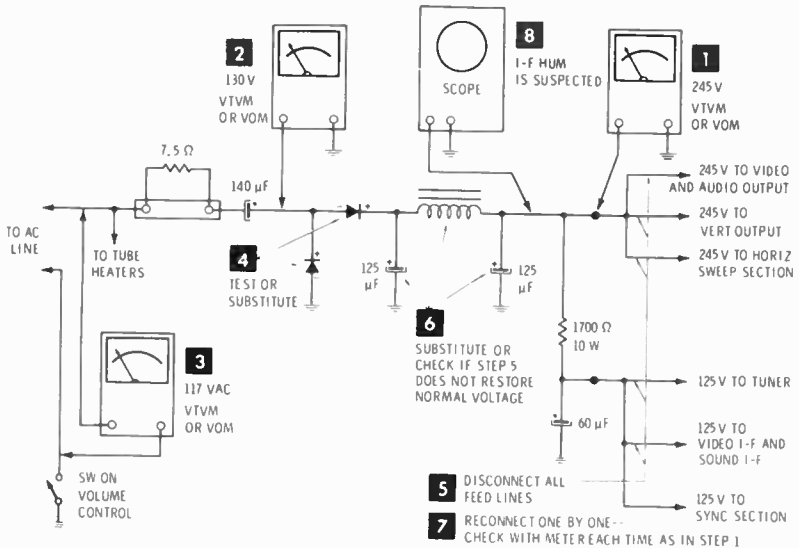 2
130 V
VTVM
OR VOM
SCOPE
8
I-F HUM
IS SUSPECTED
1
245 V
VTVM
OR VOM
7.5 Ω
140 µF
+
TO AC
LINE
TO TUBE
HEATERS
4
TEST OR
SUBSTITUTE
- +
+
-
+
125
µF
+
125
µF
6
SUBSTITUTE OR
CHECK IF STEP 5
DOES NOT RESTORE
NORMAL VOLTAGE
245 V TO VIDEO
AND AUDIO OUTPUT
245 V TO
VERT OUTPUT
245 V TO HORIZ
SWEEP SECTION
1700 Ω
10 W
+
60 µF
125 V TO TUNER
125 V TO
VIDEO I-F AND
SOUND I-F
125 V TO
SYNC SECTION
3
117 VAC
VTVM
OR VOM
SW ON
VOLUME
CONTROL
5
DISCONNECT ALL
FEED LINES
7
RECONNECT ONE BY ONE--
CHECK WITH METER EACH TIME AS IN STEP 1